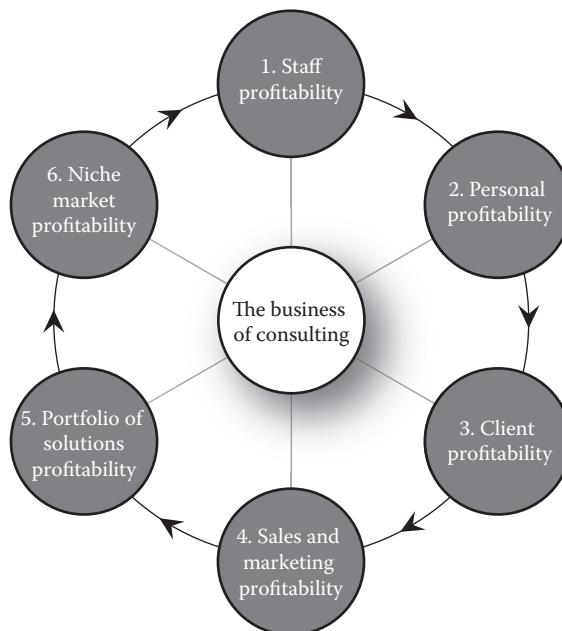 1. Staff
profitability
2. Personal
profitability
3. Client
profitability
4. Sales and
marketing
profitability
5. Portfolio of
solutions
profitability
6. Niche
market
profitability
The business
of consulting